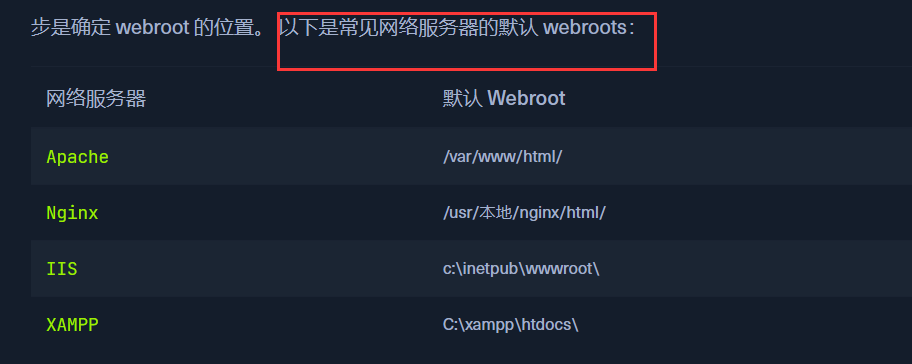 步是确定 webroot 的位置。 以下是常见网络服务器的默认 webroots：
网络服务器 默认 Webroot
Apache /var/www/html/
Nginx /usr/本地/nginx/html/
IIS c:\inetpub\wwwroot\
XAMPP C:\xampp\htdocs\